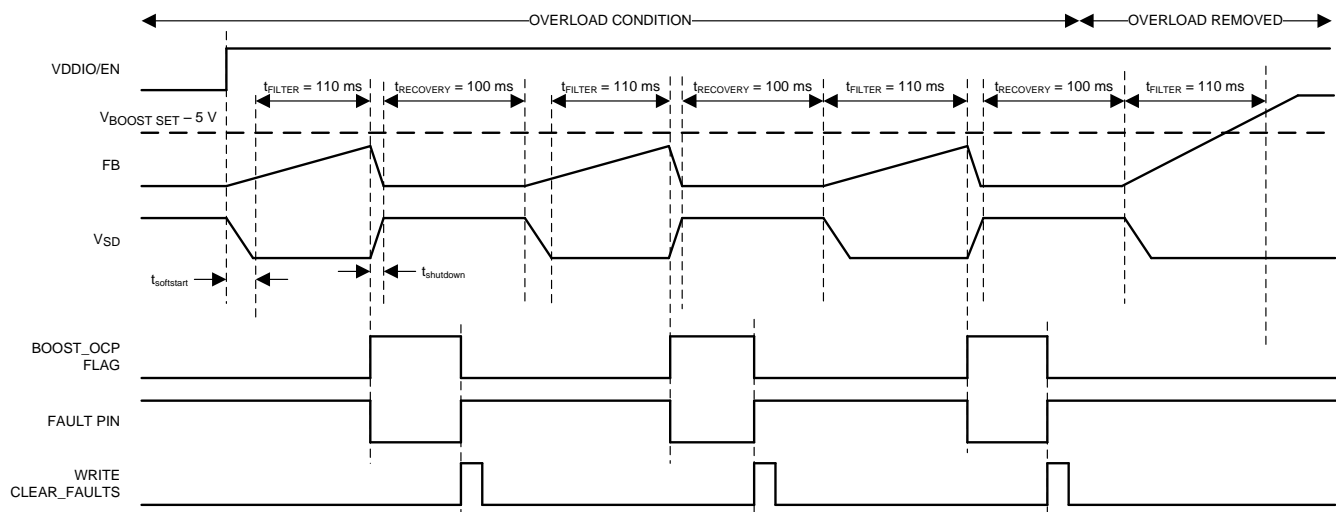 OVERLOAD CONDITION
OVERLOAD REMOVED
VDDIO/EN
tFILTER = 110 ms
tRECOVERY = 100 ms
tFILTER = 110 ms
tRECOVERY = 100 ms
tFILTER = 110 ms
tRECOVERY = 100 ms
tFILTER = 110 ms
VBOOST SET – 5 V
FB
VSD
tsoftstart
tshutdown
BOOST_OCP
FLAG
FAULT PIN
WRITE
CLEAR_FAULTS